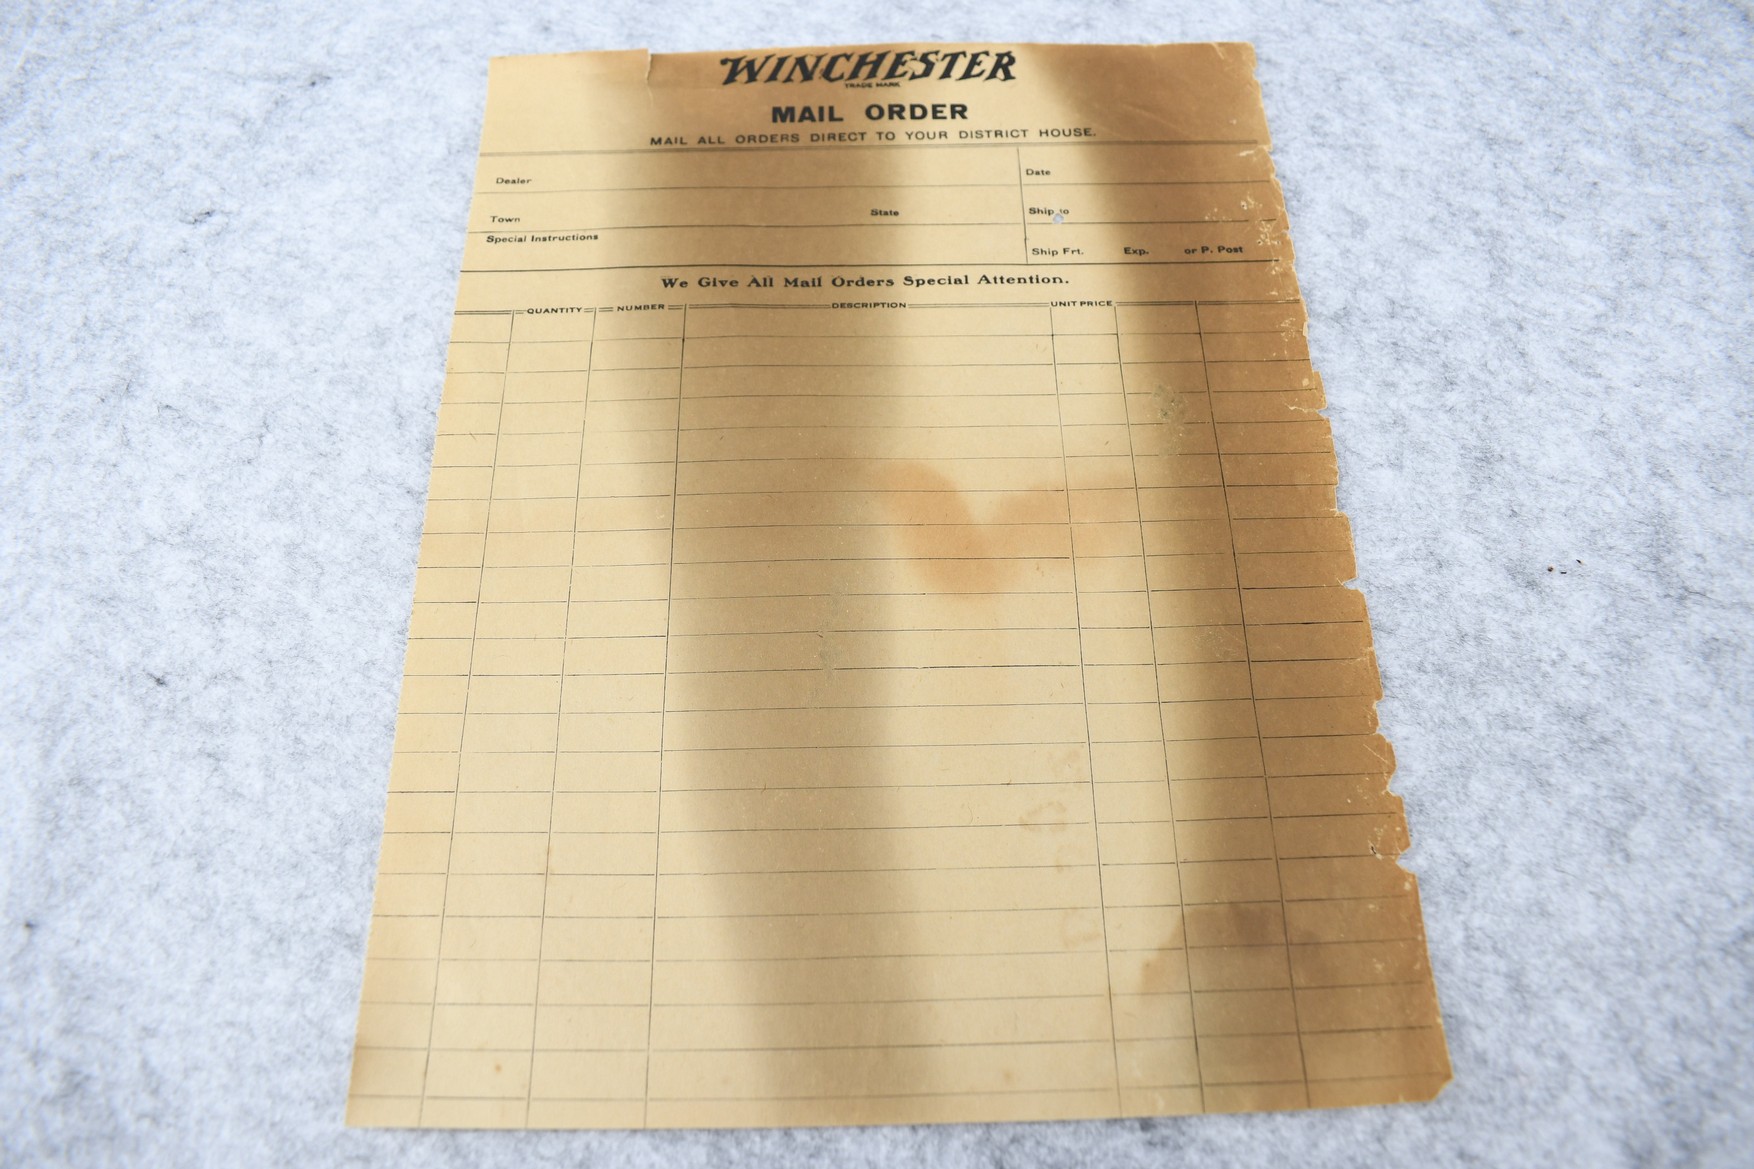 WINCHESTER
TRADE MARK
MAIL ORDER
MAIL ALL ORDERS DIRECT TO YOUR DISTRICT HOUSE.
Dealer Date
Town State Ship to
Special Instructions
Ship Frt. Exp. or P. Post
We Give All Mail Orders Special Attention.
QUANTITY NUMBER DESCRIPTION UNIT PRICE